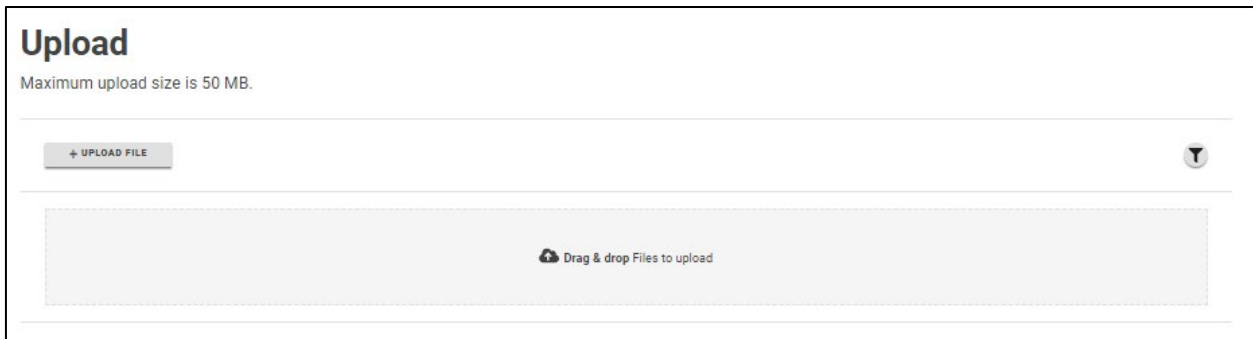 Upload
Maximum upload size is 50 MB.
+ UPLOAD FILE
Drag & drop Files to upload